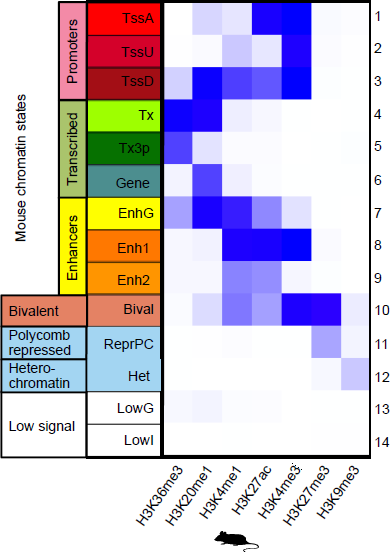 Mouse chromatin states
Promoters
Transcribed
Enhancers
TssA 1
TssU 2
TssD 3
Tx 4
Tx3p 5
Gene 6
EnhG 7
Enh1 8
Enh2 9
Bivalent Bival 10
Polycomb
repressed
ReprPC 11
Hetero-
chromatin
Het 12
Low signal
LowG 13
LowI 14
H3K36me3
H3K20me1
H3K4me1
H3K27ac
H3K4me3
H3K27me3
H3K9me3